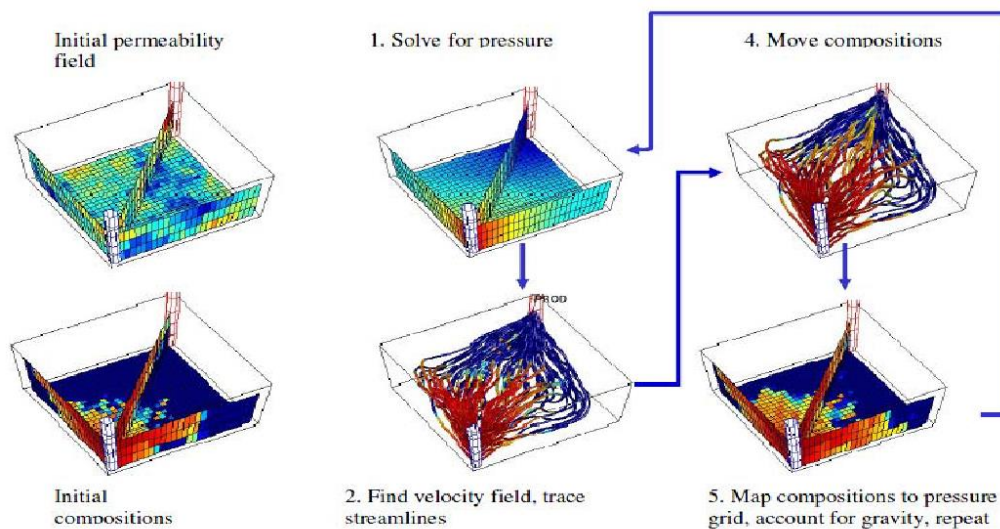 Initial permeability
field
1. Solve for pressure
4. Move compositions
PROD
Initial
compositions
2. Find velocity field, trace
streamlines
5. Map compositions to pressure
grid, account for gravity, repeat